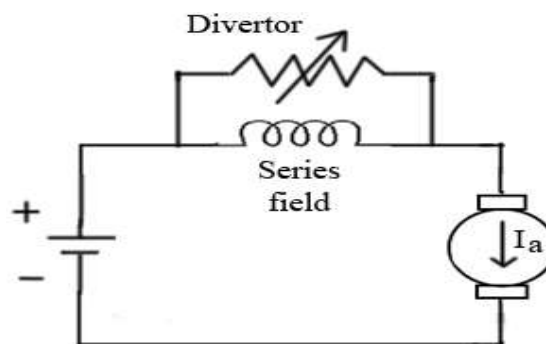 Divertor
Series
field
+
−
Ia